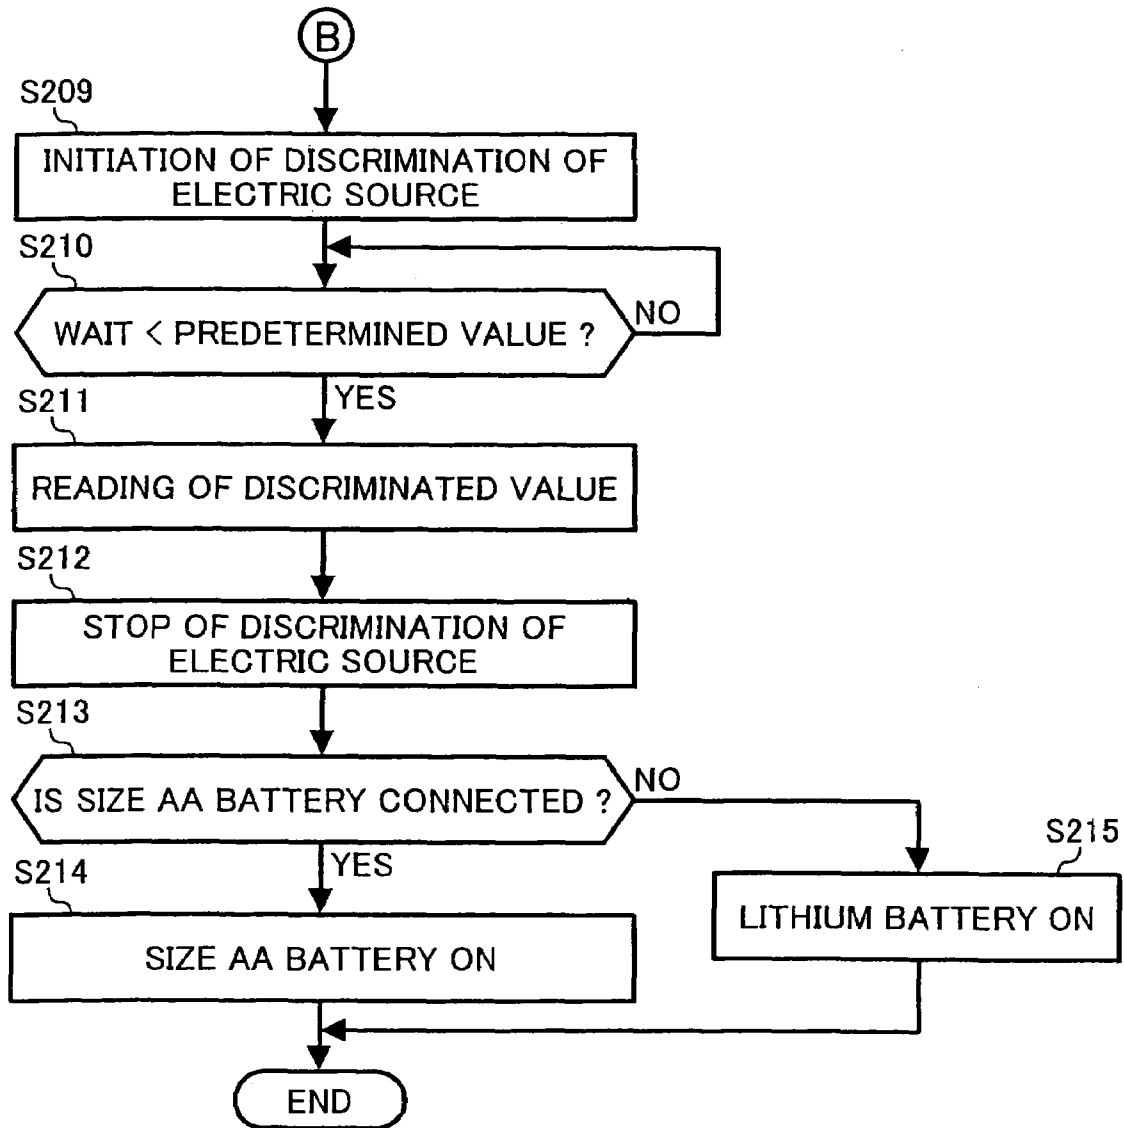 B
S209
INITIATION OF DISCRIMINATION OF
ELECTRIC SOURCE
S210
WAIT < PREDETERMINED VALUE ?
NO
YES
S211
READING OF DISCRIMINATED VALUE
S212
STOP OF DISCRIMINATION OF
ELECTRIC SOURCE
S213
IS SIZE AA BATTERY CONNECTED ?
NO
YES
S214
SIZE AA BATTERY ON
S215
LITHIUM BATTERY ON
END